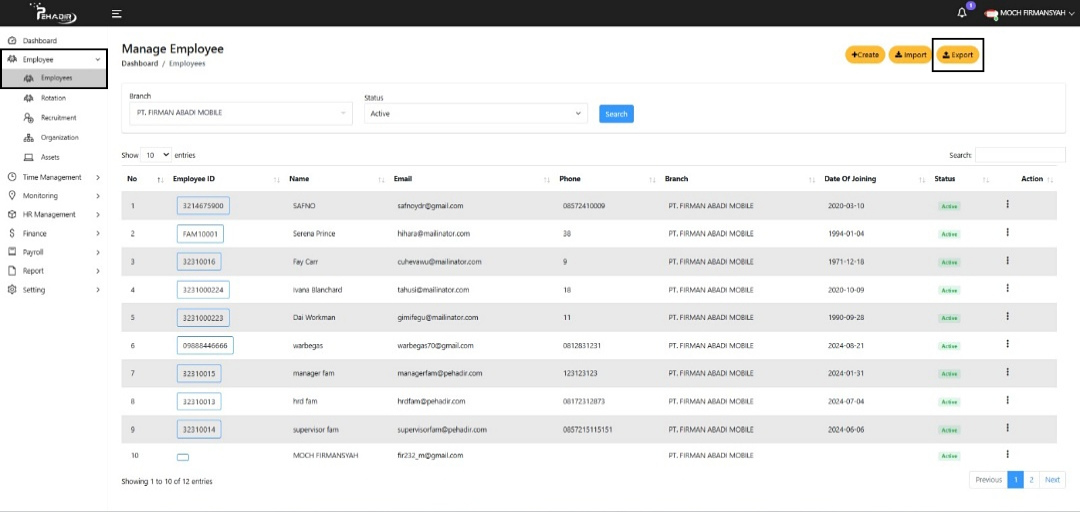 PEHADIR
1
MOCH FIRMANSYAH
Dashboard
Employee
Employees
Rotation
Recruitment
Organization
Assets
Time Management
Monitoring
HR Management
Finance
Payroll
Report
Setting
Manage Employee
Dashboard / Employees
+Create Import Export
Branch Status
PT. FIRMAN ABADI MOBILE Active Search
Show 10 entries Search:
No Employee ID Name Email Phone Branch Date Of Joining Status Action
1 3214675900 SAFNO safnoydr@gmail.com 08572410009 PT. FIRMAN ABADI MOBILE 2020-03-10 Active
2 FAM10001 Serena Prince hihara@mailinator.com 38 PT. FIRMAN ABADI MOBILE 1994-01-04 Active
3 32310016 Fay Carr cuhevawu@mailinator.com 9 PT. FIRMAN ABADI MOBILE 1971-12-18 Active
4 3231000224 Ivana Blanchard tahusi@mailinator.com 18 PT. FIRMAN ABADI MOBILE 2020-10-09 Active
5 3231000223 Dai Workman gimifegu@mailinator.com 11 PT. FIRMAN ABADI MOBILE 1990-09-28 Active
6 09888446666 warbegas warbegas70@gmail.com 0812831231 PT. FIRMAN ABADI MOBILE 2024-08-21 Active
7 32310015 manager fam managerfam@pehadir.com 123123123 PT. FIRMAN ABADI MOBILE 2024-01-31 Active
8 32310013 hrd fam hrdfam@pehadir.com 08172312873 PT. FIRMAN ABADI MOBILE 2024-07-04 Active
9 32310014 supervisor fam supervisorfam@pehadir.com 0857215115151 PT. FIRMAN ABADI MOBILE 2024-06-06 Active
10 MOCH FIRMANSYAH fir232_m@gmail.com PT. FIRMAN ABADI MOBILE Active
Showing 1 to 10 of 12 entries
Previous 1 2 Next